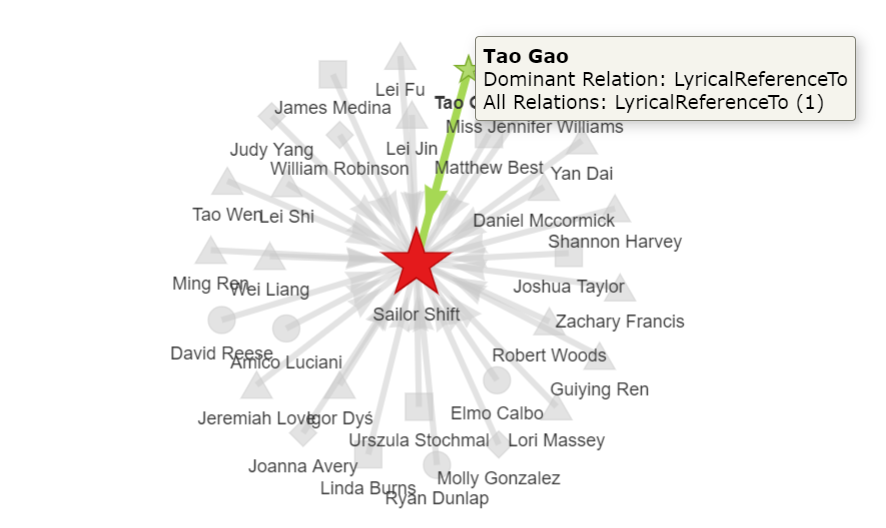 Tao Gao
Dominant Relation: LyricalReferenceTo
All Relations: LyricalReferenceTo (1)
Lei Fu
Tao
James Medina
Miss Jennifer Williams
Judy Yang
Lei Jin
William Robinson
Matthew Best
Yan Dai
Tao Wen
Lei Shi
Daniel Mccormick
Shannon Harvey
Ming Ren
Wei Liang
Joshua Taylor
Sailor Shift
Zachary Francis
David Reese
Amico Luciani
Robert Woods
Guiying Ren
Jeremiah Love
Igor Dyś
Elmo Calbo
Urszula Stochmal
Lori Massey
Joanna Avery
Molly Gonzalez
Linda Burns
Ryan Dunlap